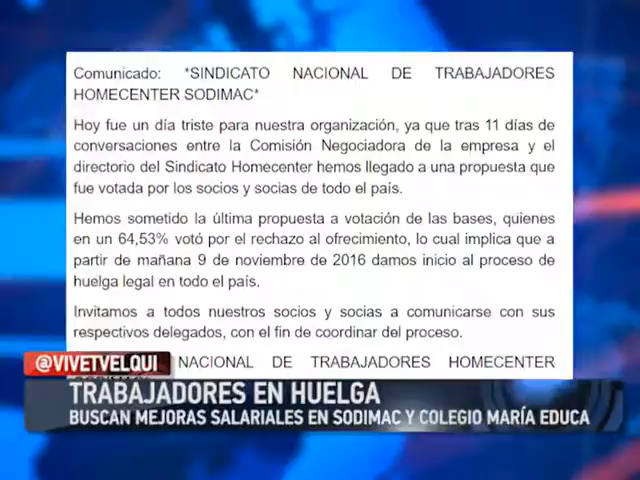 Comunicado: *SINDICATO NACIONAL DE TRABAJADORES
HOMECENTER SODIMAC*
Hoy fue un día triste para nuestra organización, ya que tras 11 días de
conversaciones entre la Comisión Negociadora de la empresa y el
directorio del Sindicato Homecenter hemos llegado a una propuesta que
fue votada por los socios y socias de todo el país.
Hemos sometido la última propuesta a votación de las bases, quienes
en un 64,53% votó por el rechazo al ofrecimiento, lo cual implica que a
partir de mañana 9 de noviembre de 2016 damos inicio al proceso de
huelga legal en todo el país.
Invitamos a todos nuestros socios y socias a comunicarse con sus
respectivos delegados, con el fin de coordinar del proceso.
@VIVETVELQUI NACIONAL DE TRABAJADORES HOMECENTER
TRABAJADORES EN HUELGA
BUSCAN MEJORAS SALARIALES EN SODIMAC Y COLEGIO MARÍA EDUCA